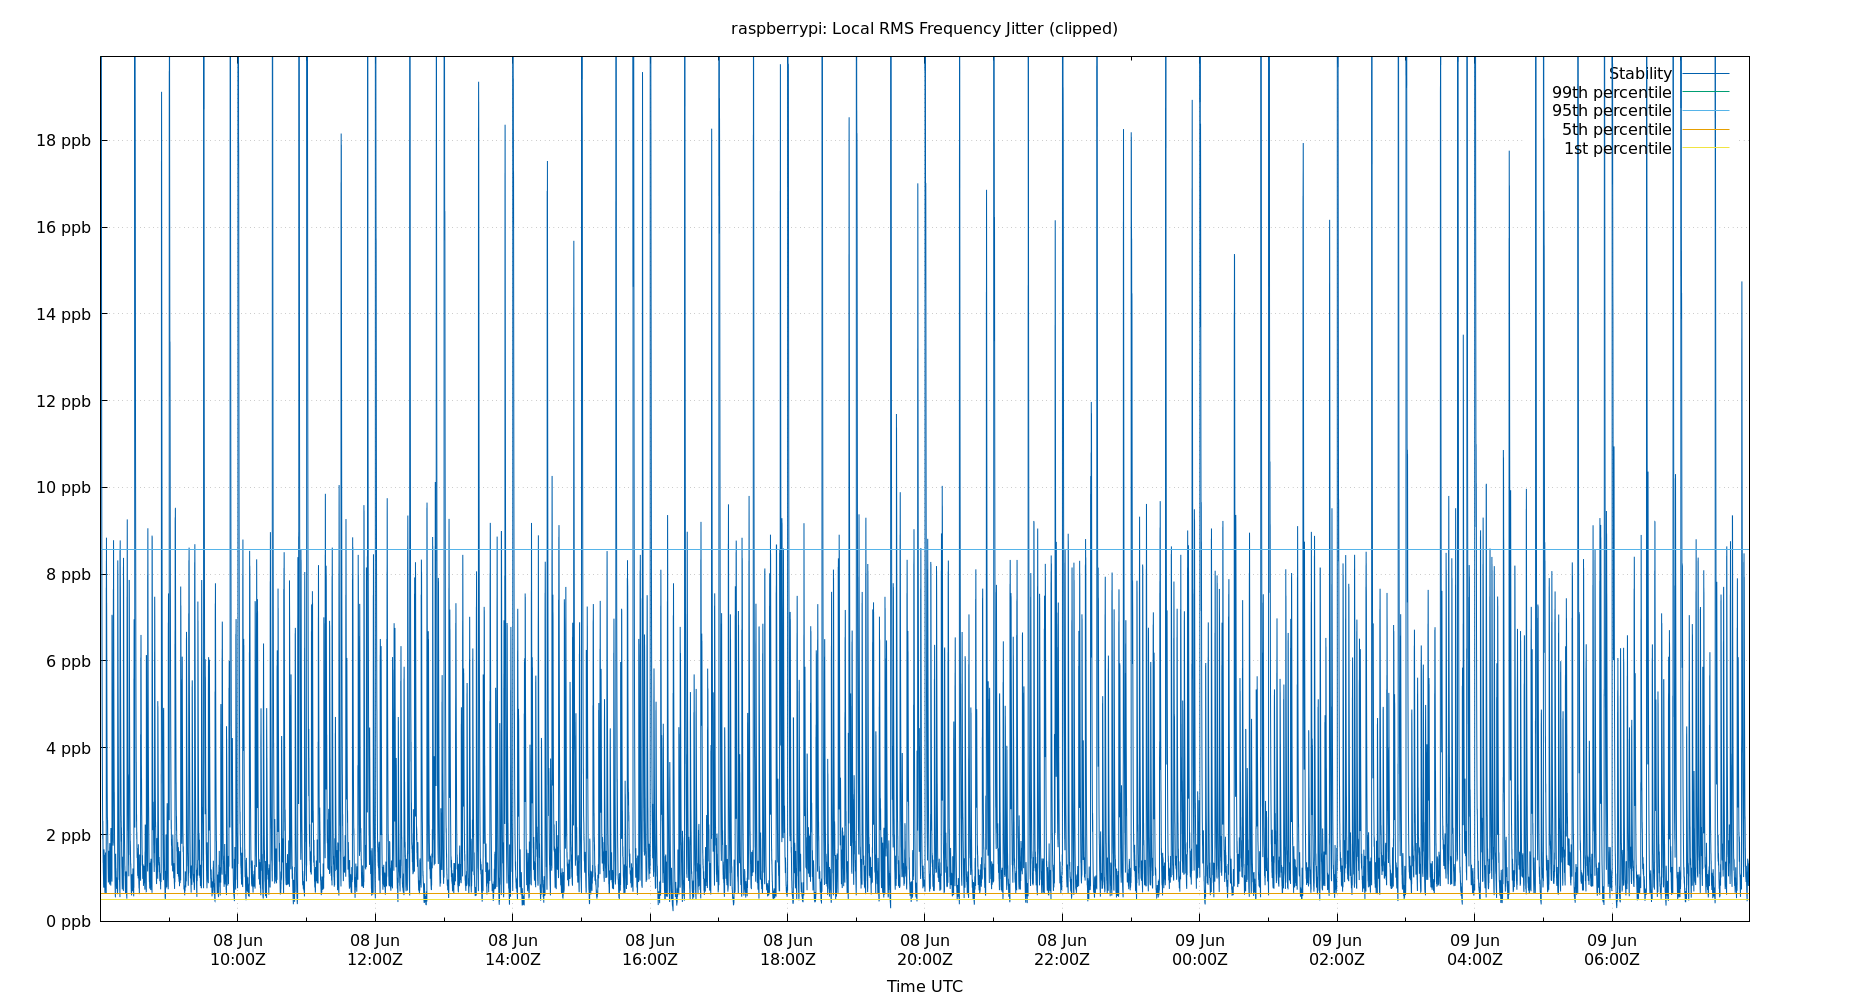 raspberrypi: Local RMS Frequency Jitter (clipped)
Stability
99th percentile
95th percentile
5th percentile
1st percentile
18 ppb
16 ppb
14 ppb
12 ppb
10 ppb
8 ppb
6 ppb
4 ppb
2 ppb
0 ppb
08 Jun 08 Jun 08 Jun 08 Jun 08 Jun 08 Jun 08 Jun 09 Jun 09 Jun 09 Jun 09 Jun
10:00Z 12:00Z 14:00Z 16:00Z 18:00Z 20:00Z 22:00Z 00:00Z 02:00Z 04:00Z 06:00Z
Time UTC